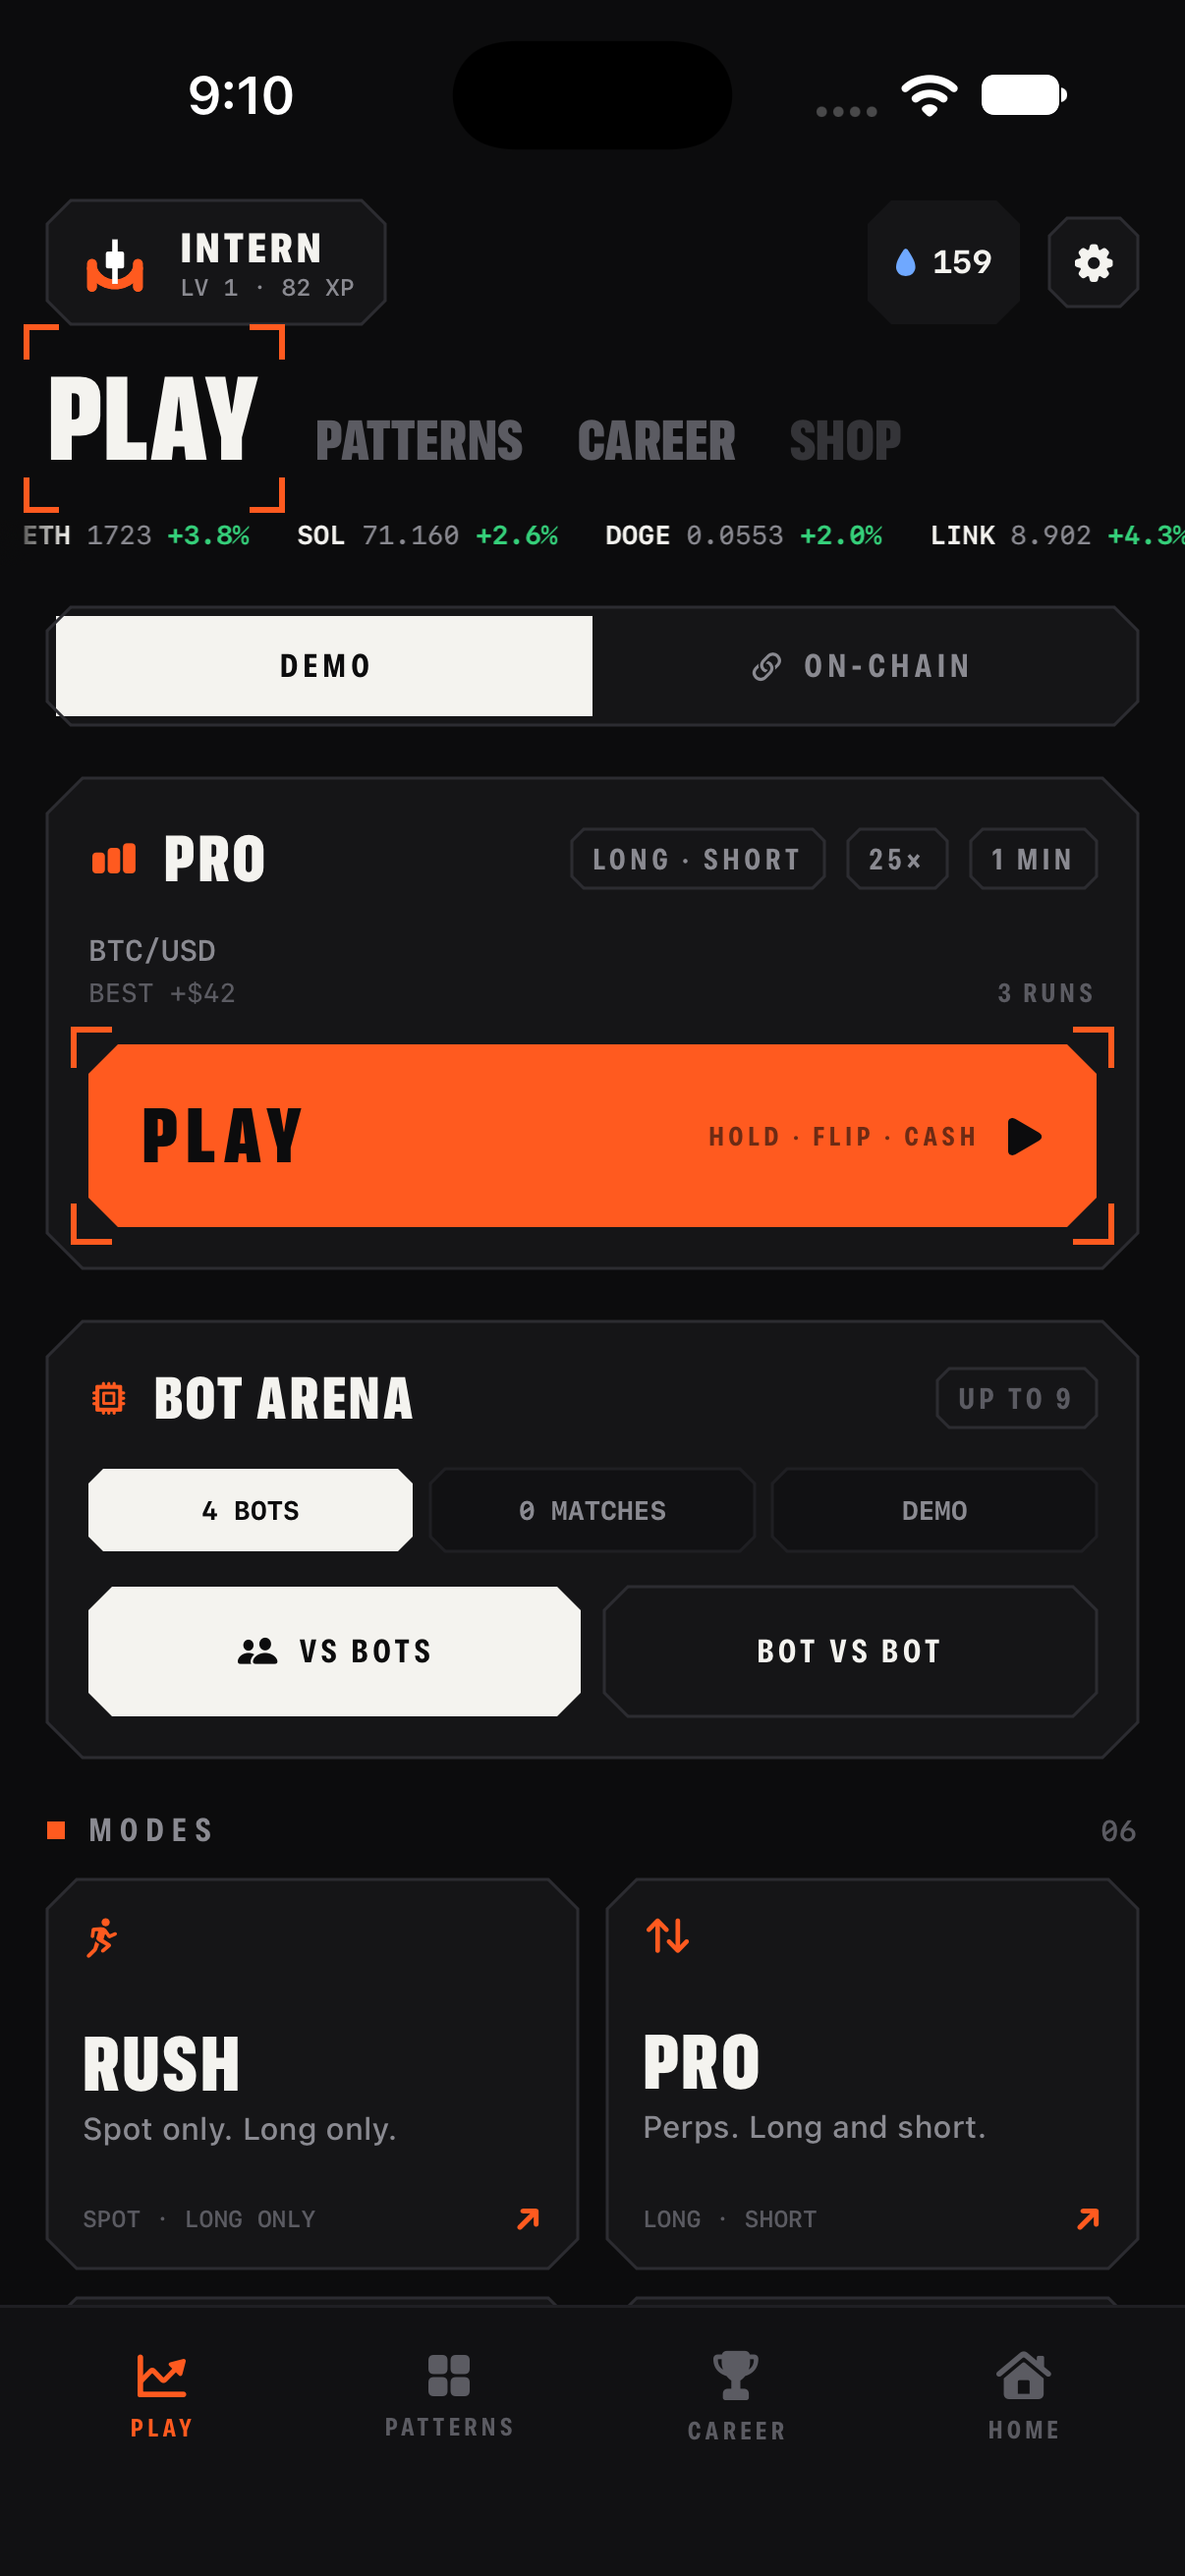 9:10
INTERN
LV 1 · 82 XP
159
PLAY PATTERNS CAREER SHOP
ETH 1723 +3.8% SOL 71.160 +2.6% DOGE 0.0553 +2.0% LINK 8.902 +4.3%
DEMO ON-CHAIN
PRO LONG · SHORT 25× 1 MIN
BTC/USD
BEST +$42 3 RUNS
PLAY HOLD · FLIP · CASH
BOT ARENA UP TO 9
4 BOTS 0 MATCHES DEMO
VS BOTS BOT VS BOT
MODES 06
RUSH
Spot only. Long only.
SPOT · LONG ONLY
PRO
Perps. Long and short.
LONG · SHORT
PLAY PATTERNS CAREER HOME